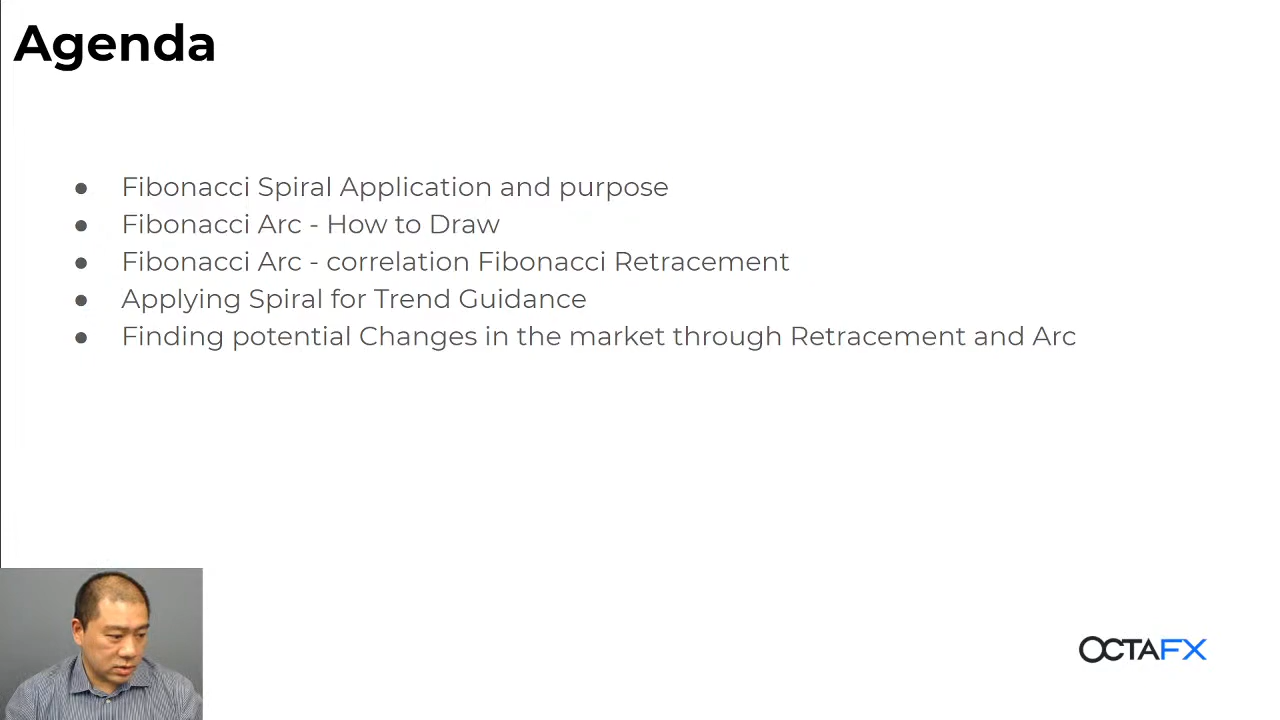 Agenda
● Fibonacci Spiral Application and purpose
● Fibonacci Arc - How to Draw
● Fibonacci Arc - correlation Fibonacci Retracement
● Applying Spiral for Trend Guidance
● Finding potential Changes in the market through Retracement and Arc
OCTAFX